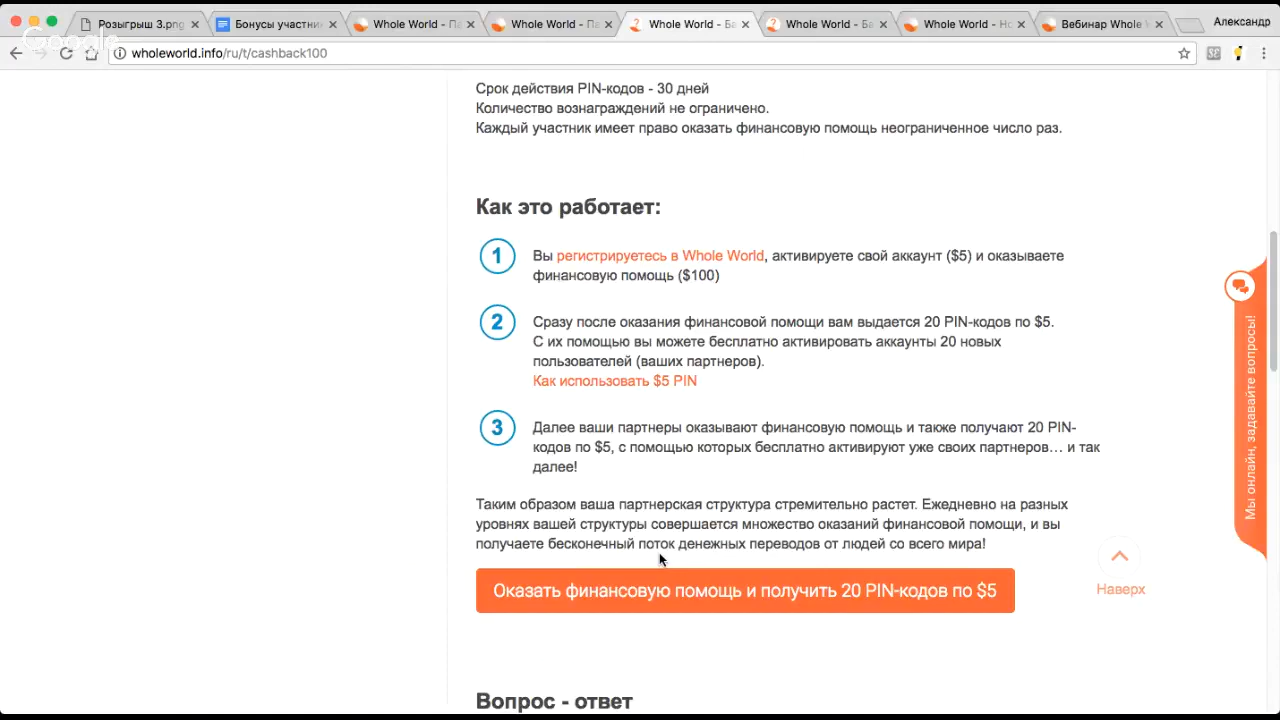 Розыгрыш 3.png
Бонусы участник
Whole World - Па
Whole World - Па
Whole World - Ба
Whole World - Ба
Whole World - Но
Вебинар Whole W
Александр
Google
wholeworld.info/ru/t/cashback100
Срок действия PIN-кодов - 30 дней
Количество вознаграждений не ограничено.
Каждый участник имеет право оказать финансовую помощь неограниченное число раз.
Как это работает:
1
Вы регистрируетесь в Whole World, активируете свой аккаунт ($5) и оказываете
финансовую помощь ($100)
2
Сразу после оказания финансовой помощи вам выдается 20 PIN-кодов по $5.
С их помощью вы можете бесплатно активировать аккаунты 20 новых
пользователей (ваших партнеров).
Как использовать $5 PIN
3
Далее ваши партнеры оказывают финансовую помощь и также получают 20 PIN-
кодов по $5, с помощью которых бесплатно активируют уже своих партнеров… и так
далее!
Таким образом ваша партнерская структура стремительно растет. Ежедневно на разных
уровнях вашей структуры совершается множество оказаний финансовой помощи, и вы
получаете бесконечный поток денежных переводов от людей со всего мира!
Оказать финансовую помощь и получить 20 PIN-кодов по $5
Наверх
Мы онлайн, задавайте вопросы!
Вопрос - ответ